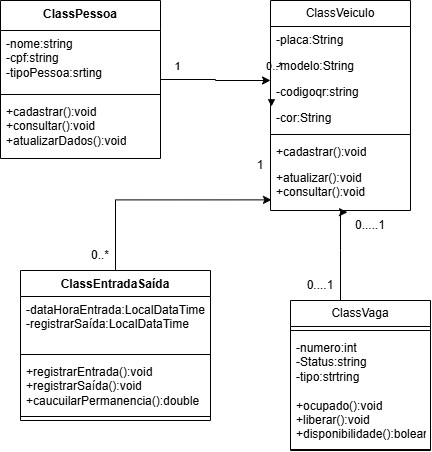 ClassPessoa
-nome:string
-cpf:string
-tipoPessoa:srting
+cadastrar():void
+consultar():void
+atualizarDados():void
1
0..*
ClassVeiculo
-placa:String
-modelo:String
-codigoqr:string
-cor:String
+cadastrar():void
+atualizar():void
+consultar():void
1
0..*
0.....1
0....1
ClassEntradaSaída
-dataHoraEntrada:LocalDataTime
-registrarSaída:LocalDataTime
+registrarEntrada():void
+registrarSaída():void
+caucuilarPermanencia():double
ClassVaga
-numero:int
-Status:string
-tipo:strtring
+ocupado():void
+liberar():void
+disponibilidade():bolear